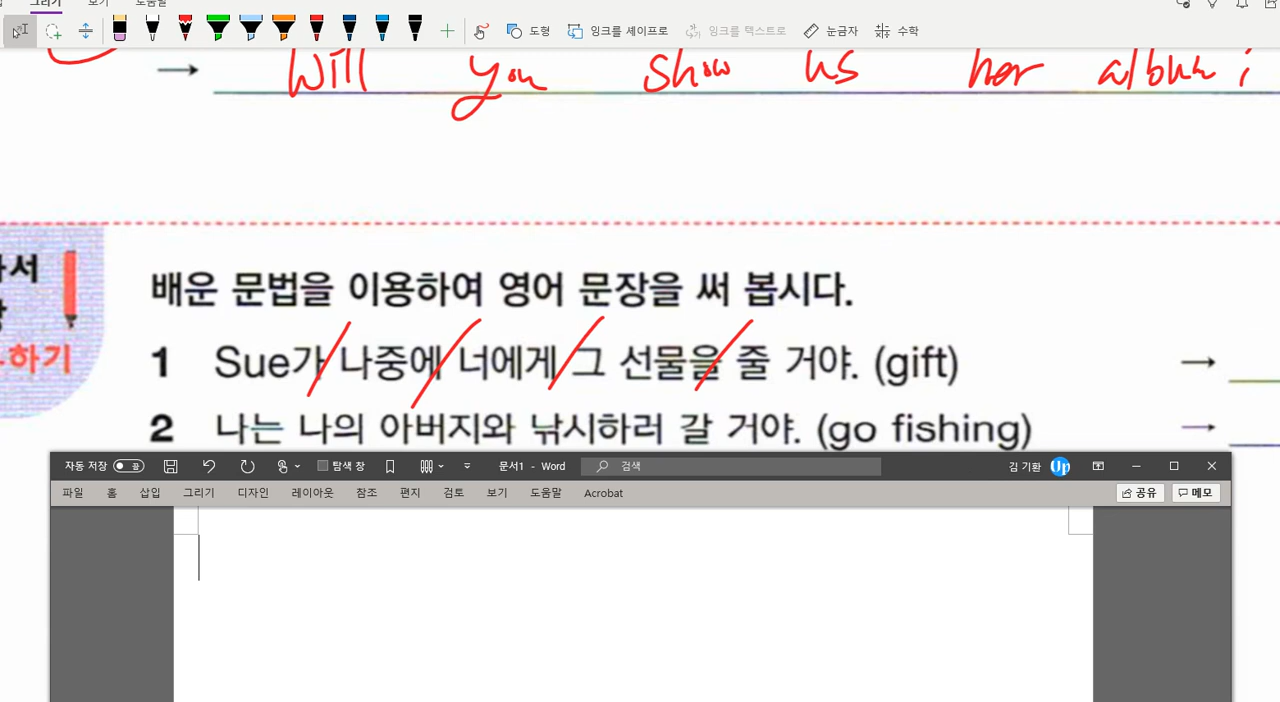 그리기 보기 도움말
도형 잉크를 셰이프로 잉크를 텍스트로 눈금자 수학
→ Will you show us her album
배운 문법을 이용하여 영어 문장을 써 봅시다.
하기
1 Sue가 나중에 너에게 그 선물을 줄 거야. (gift) →
2 나는 나의 아버지와 낚시하러 갈 거야. (go fishing) →
자동 저장 끔 탐색 창 문서1 - Word 검색 김 기환 Up
파일 홈 삽입 그리기 디자인 레이아웃 참조 편지 검토 보기 도움말 Acrobat 공유 메모